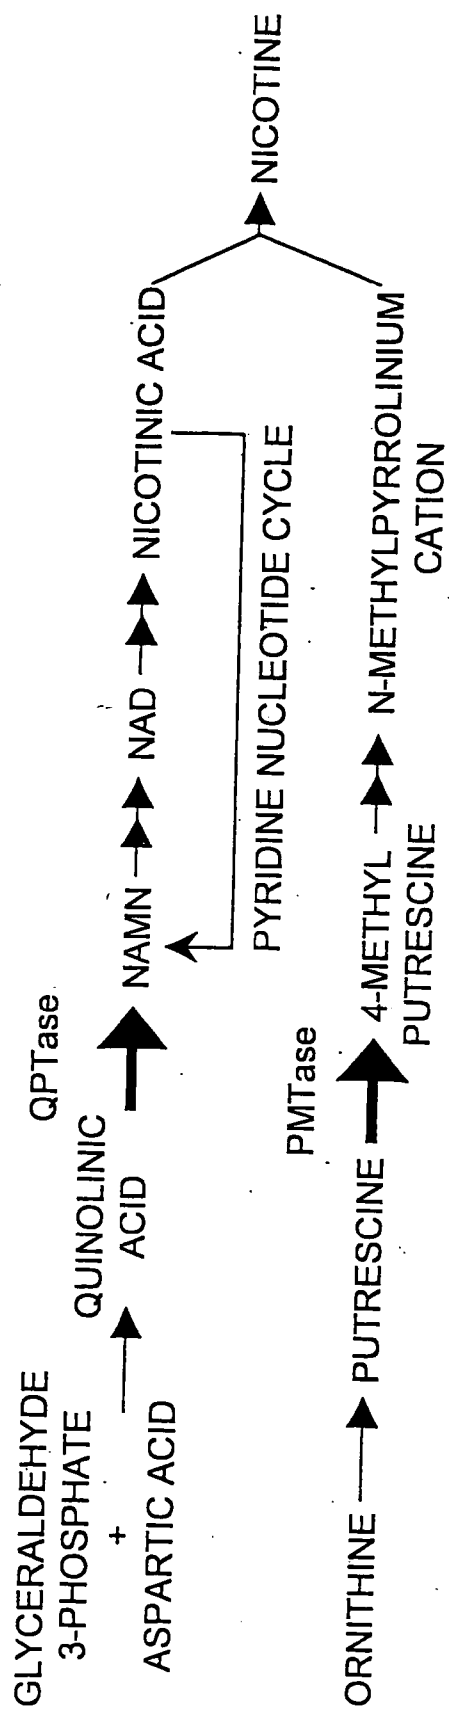 GLYCERALDEHYDE
3-PHOSPHATE
+
ASPARTIC ACID
QUINOLINIC
ACID
QPTase
NAMN
NAD
NICOTINIC ACID
PYRIDINE NUCLEOTIDE CYCLE
NICOTINE
ORNITHINE
PUTRESCINE
PMTase
4-METHYL
PUTRESCINE
N-METHYLPYRROLINIUM
CATION